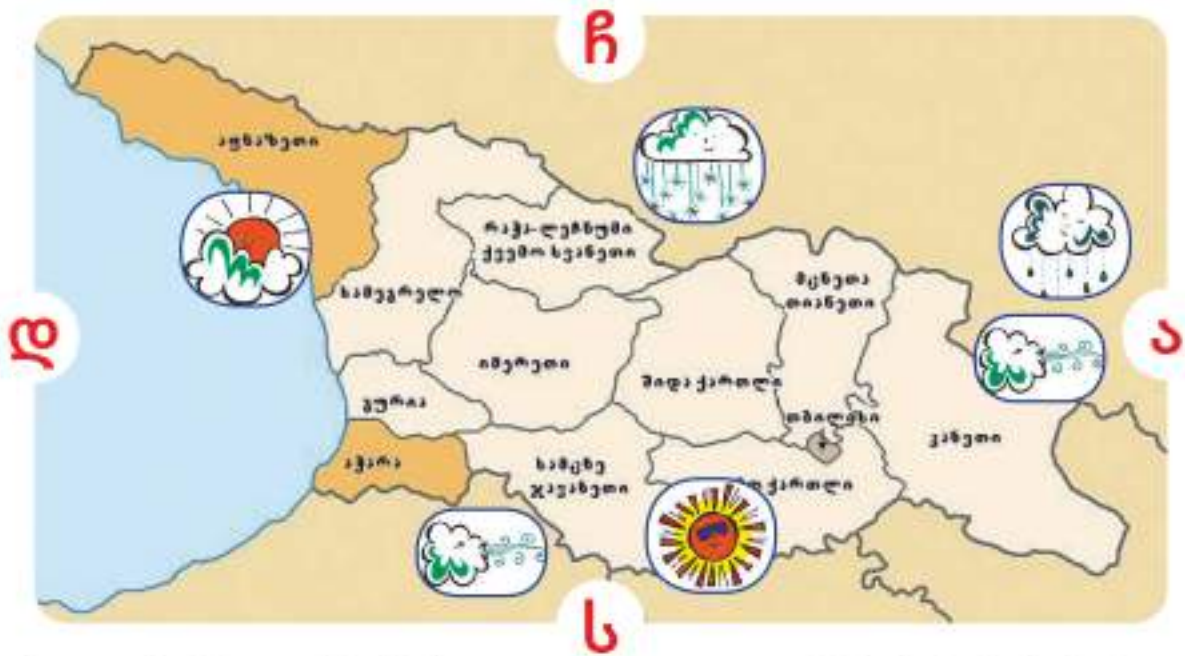 ჩ
აფხაზეთი
რაჭა-ლეჩხუმი
ქვემო სვანეთი
მცხეთა
თიანეთი
სამეგრელო
დ
ა
იმერეთი
შიდა ქართლი
გურია
თბილისი
კახეთი
აჭარა
სამცხე
ჯავახეთი
ქართლი
ს